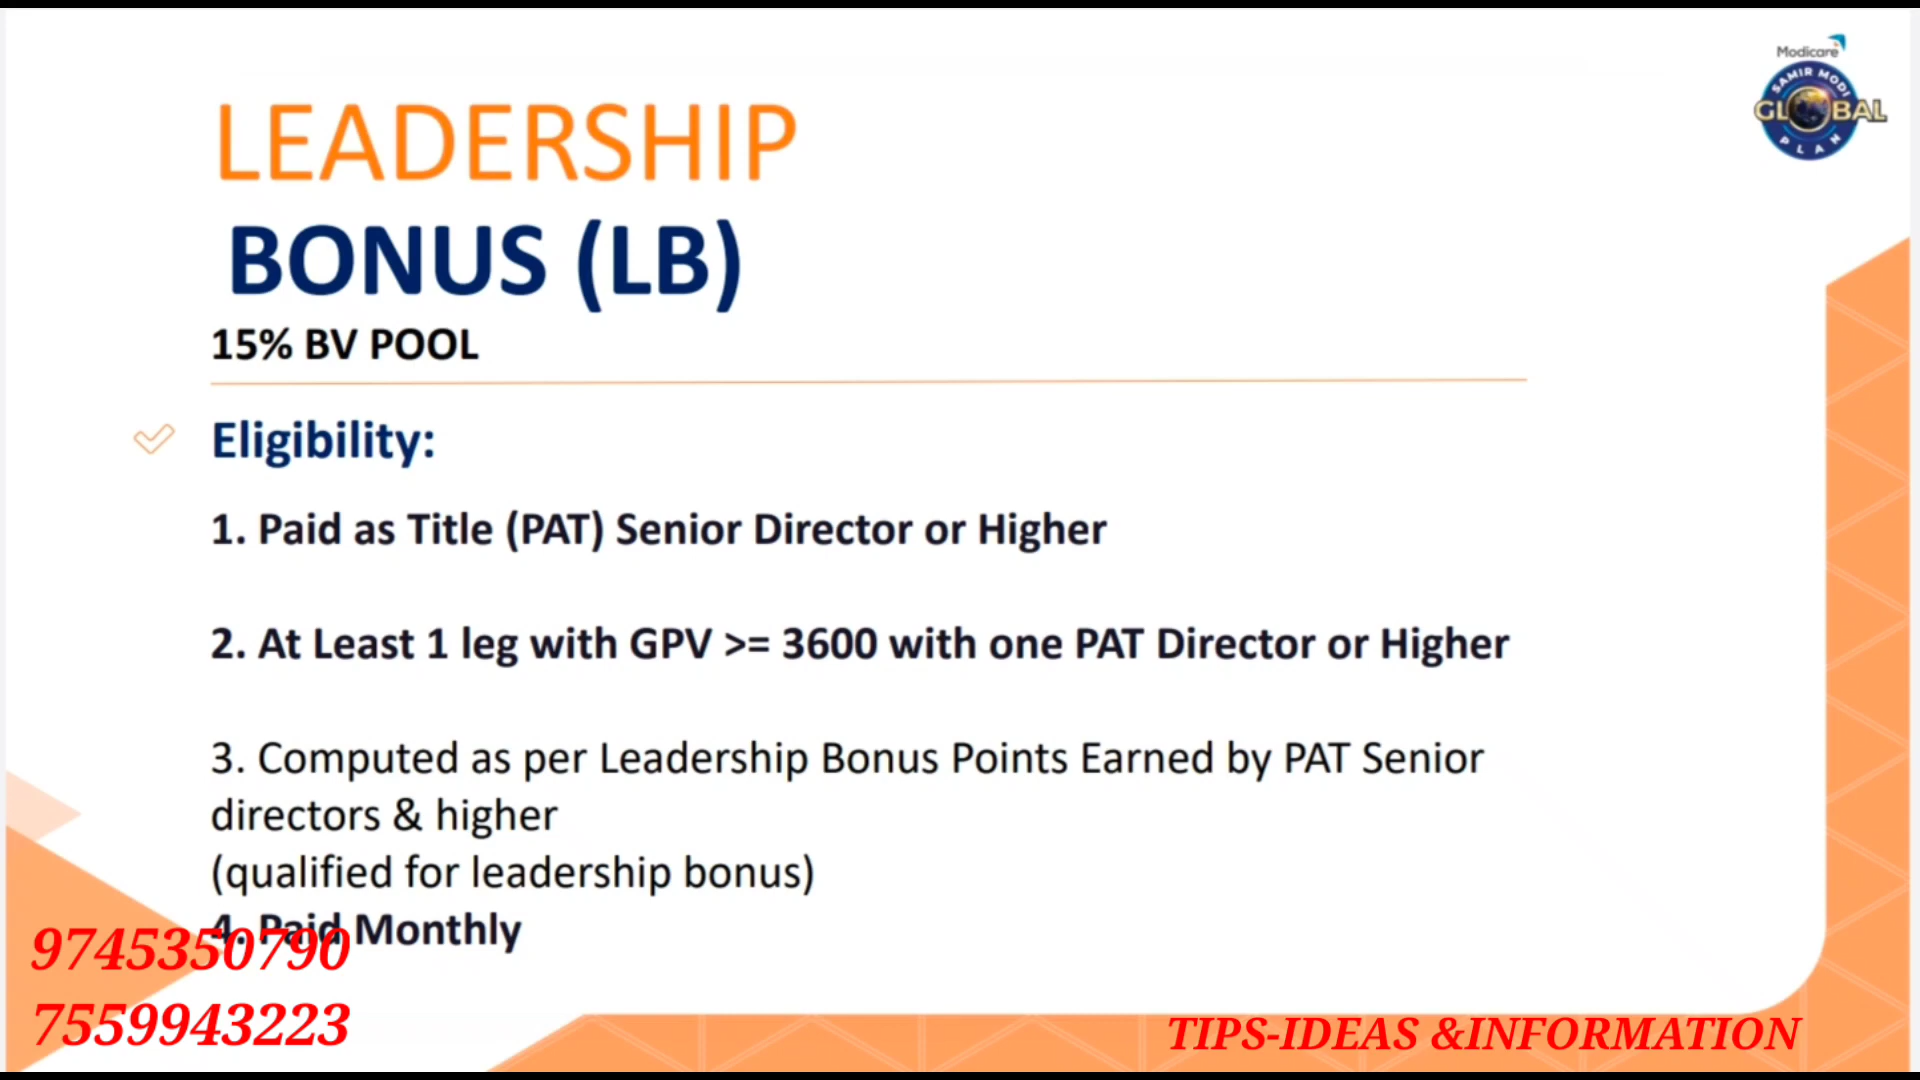 Modicare
SAMIR MODI
GLOBAL
PLAN
LEADERSHIP
BONUS (LB)
15% BV POOL
Eligibility:
1. Paid as Title (PAT) Senior Director or Higher
2. At Least 1 leg with GPV >= 3600 with one PAT Director or Higher
3. Computed as per Leadership Bonus Points Earned by PAT Senior
directors & higher
(qualified for leadership bonus)
4. Paid Monthly
9745350790
7559943223
TIPS-IDEAS &INFORMATION